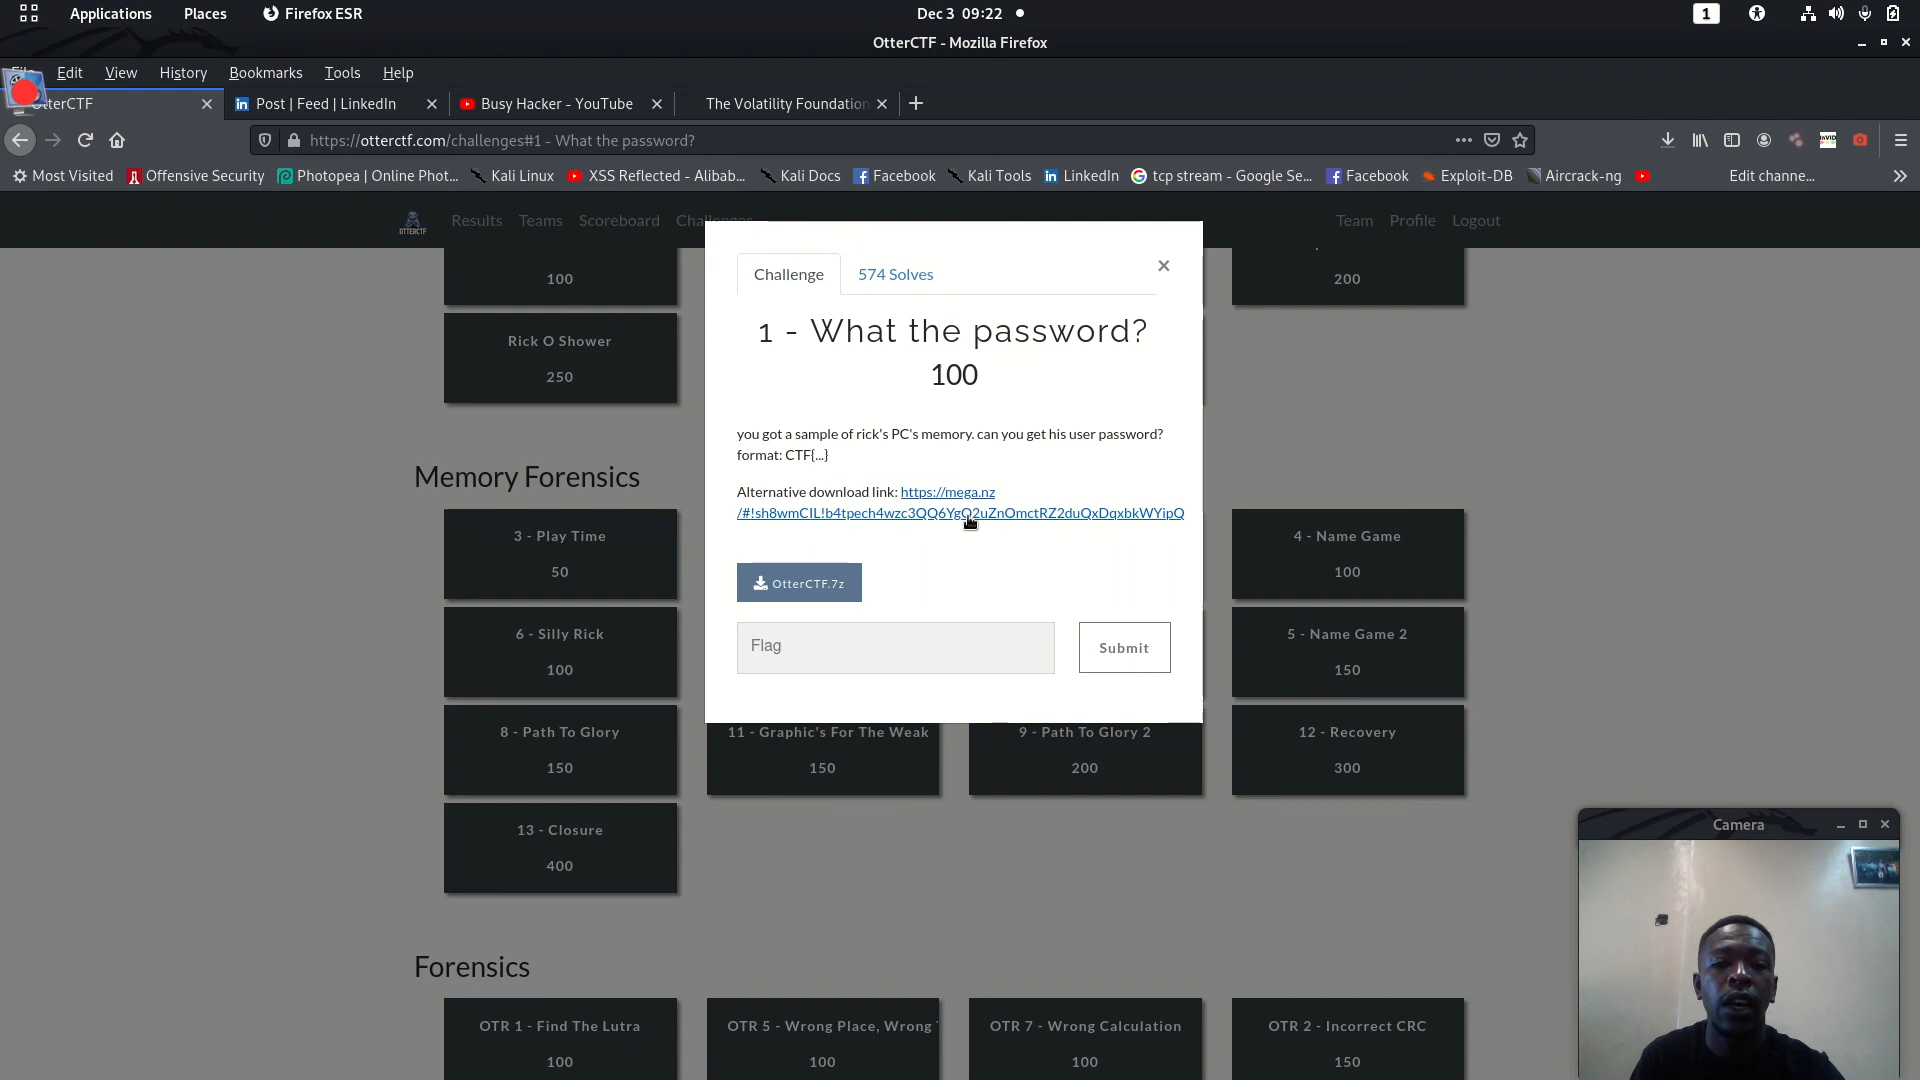 Applications Places Firefox ESR Dec 3 09:22 1
OtterCTF - Mozilla Firefox
Edit View History Bookmarks Tools Help
OtterCTF Post | Feed | LinkedIn Busy Hacker - YouTube The Volatility Foundation
https://otterctf.com/challenges#1 - What the password?
Most Visited Offensive Security Photopea | Online Phot... Kali Linux XSS Reflected - Alibab... Kali Docs Facebook Kali Tools LinkedIn tcp stream - Google Se... Facebook Exploit-DB Aircrack-ng Edit channe...
OTTERCTF Results Teams Scoreboard Challenges Team Profile Logout
100
200
Rick O Shower
250
Challenge 574 Solves
1 - What the password?
100
you got a sample of rick's PC's memory. can you get his user password?
format: CTF{...}
Alternative download link: https://mega.nz
/#!sh8wmCIL!b4tpech4wzc3QQ6YgQ2uZnOmctRZ2duQxDqxbkWYipQ
OtterCTF.7z
Flag
Submit
Memory Forensics
3 - Play Time
50
4 - Name Game
100
6 - Silly Rick
100
5 - Name Game 2
150
8 - Path To Glory
150
11 - Graphic's For The Weak
150
9 - Path To Glory 2
200
12 - Recovery
300
13 - Closure
400
Camera
Forensics
OTR 1 - Find The Lutra
100
OTR 5 - Wrong Place, Wrong
100
OTR 7 - Wrong Calculation
100
OTR 2 - Incorrect CRC
150